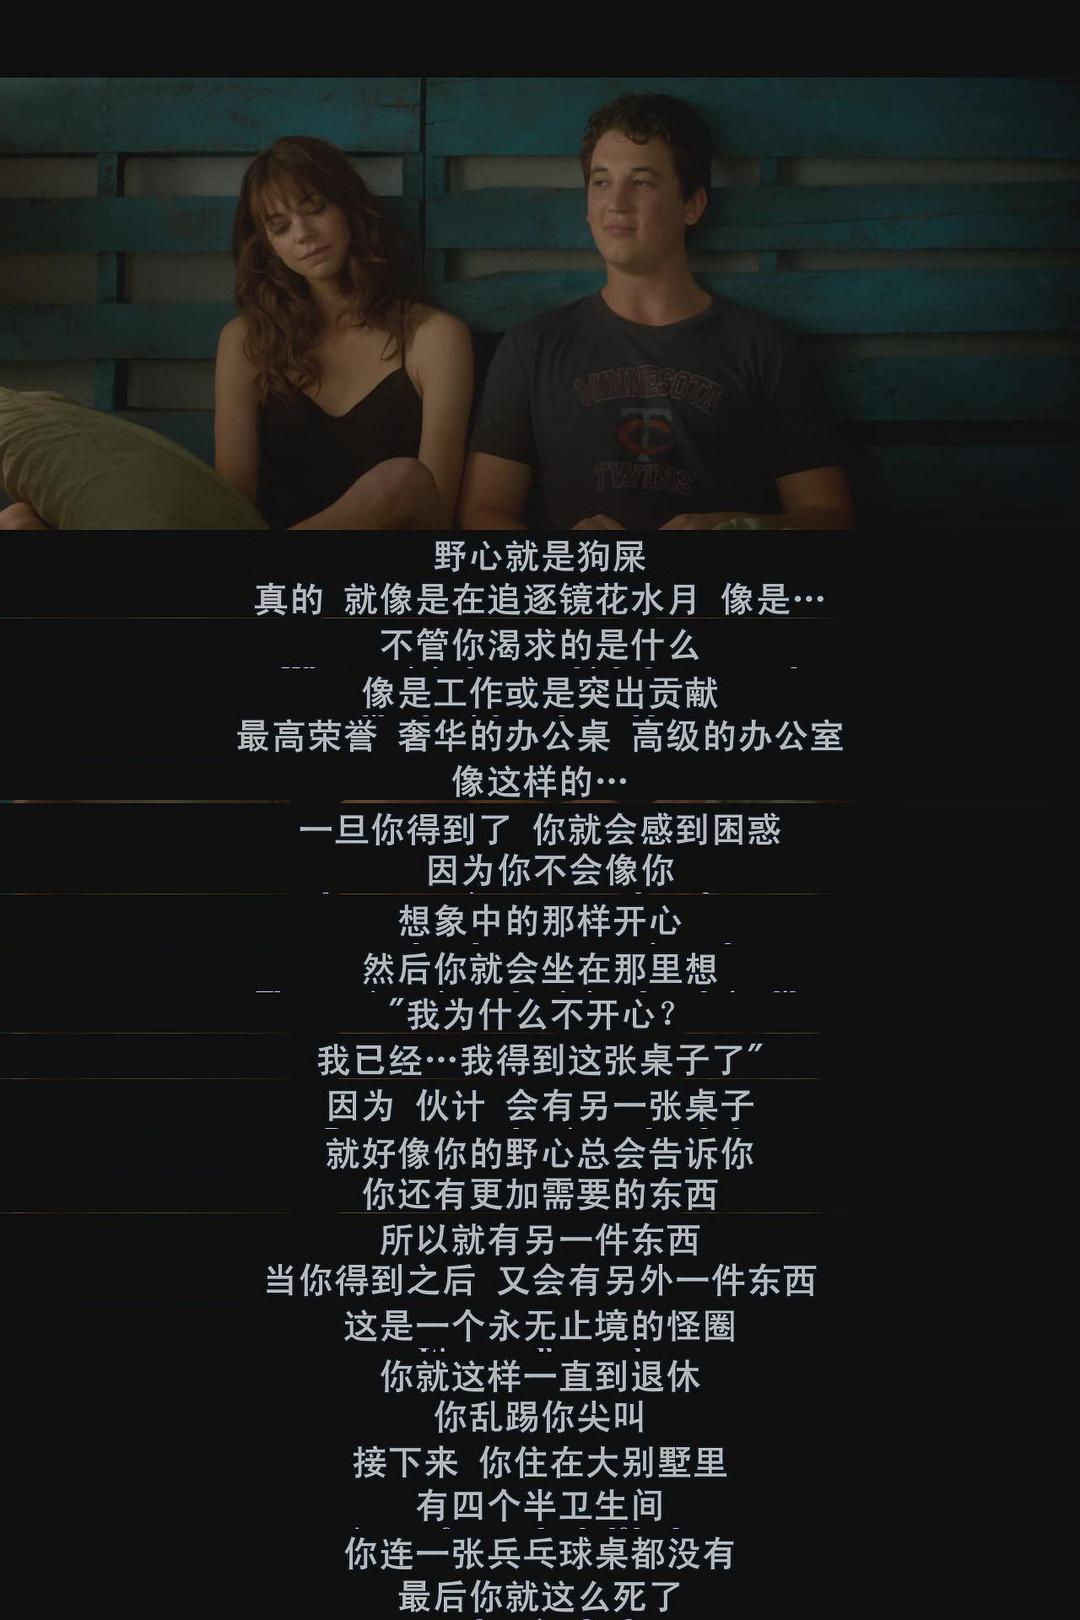 MINNESOTA
TC
TWINS
野心就是狗屎
真的 就像是在追逐镜花水月 像是…
不管你渴求的是什么
像是工作或是突出贡献
最高荣誉 奢华的办公桌 高级的办公室
像这样的…
一旦你得到了 你就会感到困惑
因为你不会像你
想象中的那样开心
然后你就会坐在那里想
"我为什么不开心?
我已经…我得到这张桌子了"
因为 伙计 会有另一张桌子
就好像你的野心总会告诉你
你还有更加需要的东西
所以就有另一件东西
当你得到之后 又会有另外一件东西
这是一个永无止境的怪圈
你就这样一直到退休
你乱踢你尖叫
接下来 你住在大别墅里
有四个半卫生间
你连一张兵乓球桌都没有
最后你就这么死了